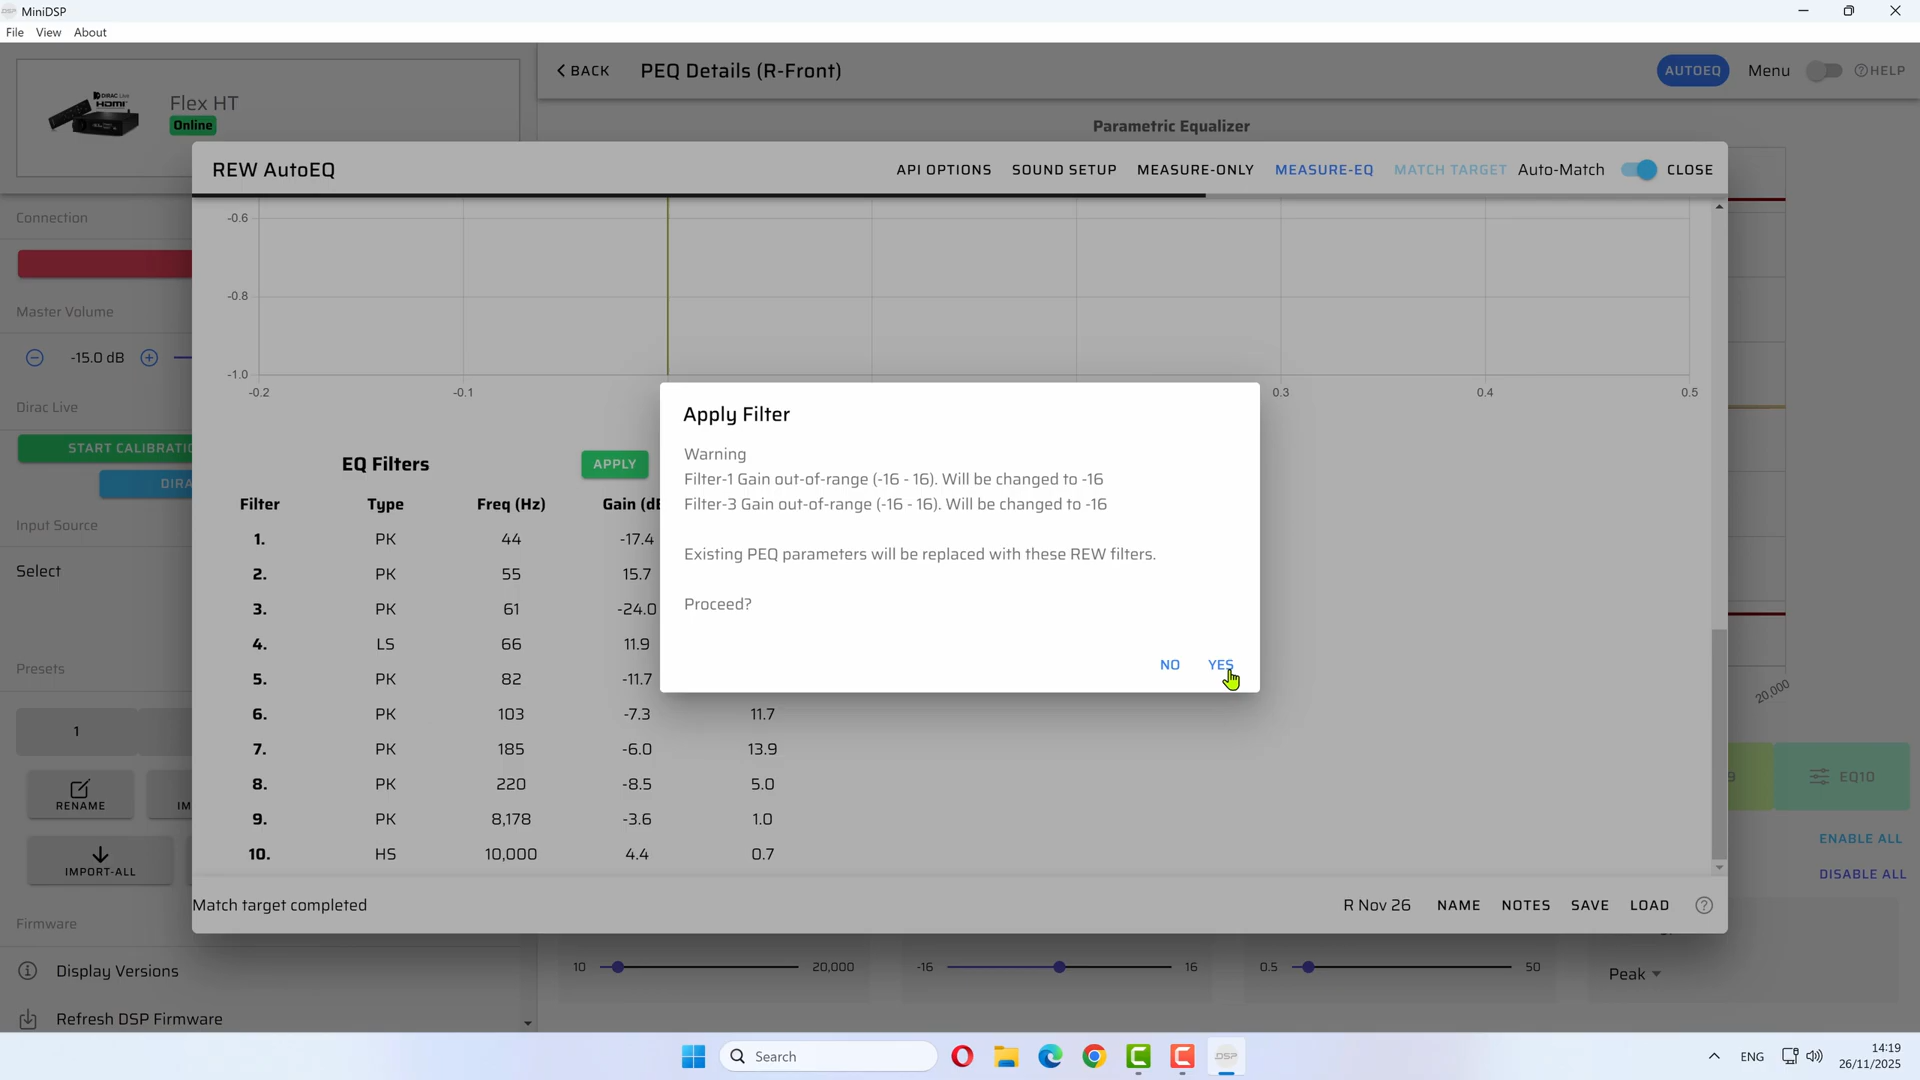 MiniDSP
File View About
BACK PEQ Details (R-Front) AUTOEQ Menu HELP
Flex HT
Online
Parametric Equalizer
REW AutoEQ API OPTIONS SOUND SETUP MEASURE-ONLY MEASURE-EQ MATCH TARGET Auto-Match CLOSE
Connection
Master Volume
-15.0 dB
Dirac Live
START CALIBRATIO
DIRA
Input Source
Select
Presets
1
RENAME IM
IMPORT-ALL
Firmware
Display Versions
Refresh DSP Firmware
-0.6
-0.8
-1.0
-0.2 -0.1 0.3 0.4 0.5
EQ Filters APPLY
Filter Type Freq (Hz) Gain (dB
1. PK 44 -17.4
2. PK 55 15.7
3. PK 61 -24.0
4. LS 66 11.9
5. PK 82 -11.7
6. PK 103 -7.3 11.7
7. PK 185 -6.0 13.9
8. PK 220 -8.5 5.0
9. PK 8,178 -3.6 1.0
10. HS 10,000 4.4 0.7
Apply Filter
Warning
Filter-1 Gain out-of-range (-16 - 16). Will be changed to -16
Filter-3 Gain out-of-range (-16 - 16). Will be changed to -16
Existing PEQ parameters will be replaced with these REW filters.
Proceed?
NO YES
20,000
9 EQ10
ENABLE ALL
DISABLE ALL
Match target completed R Nov 26 NAME NOTES SAVE LOAD
10 20,000 -16 16 0.5 50
Peak
Search
ENG
14:19
26/11/2025